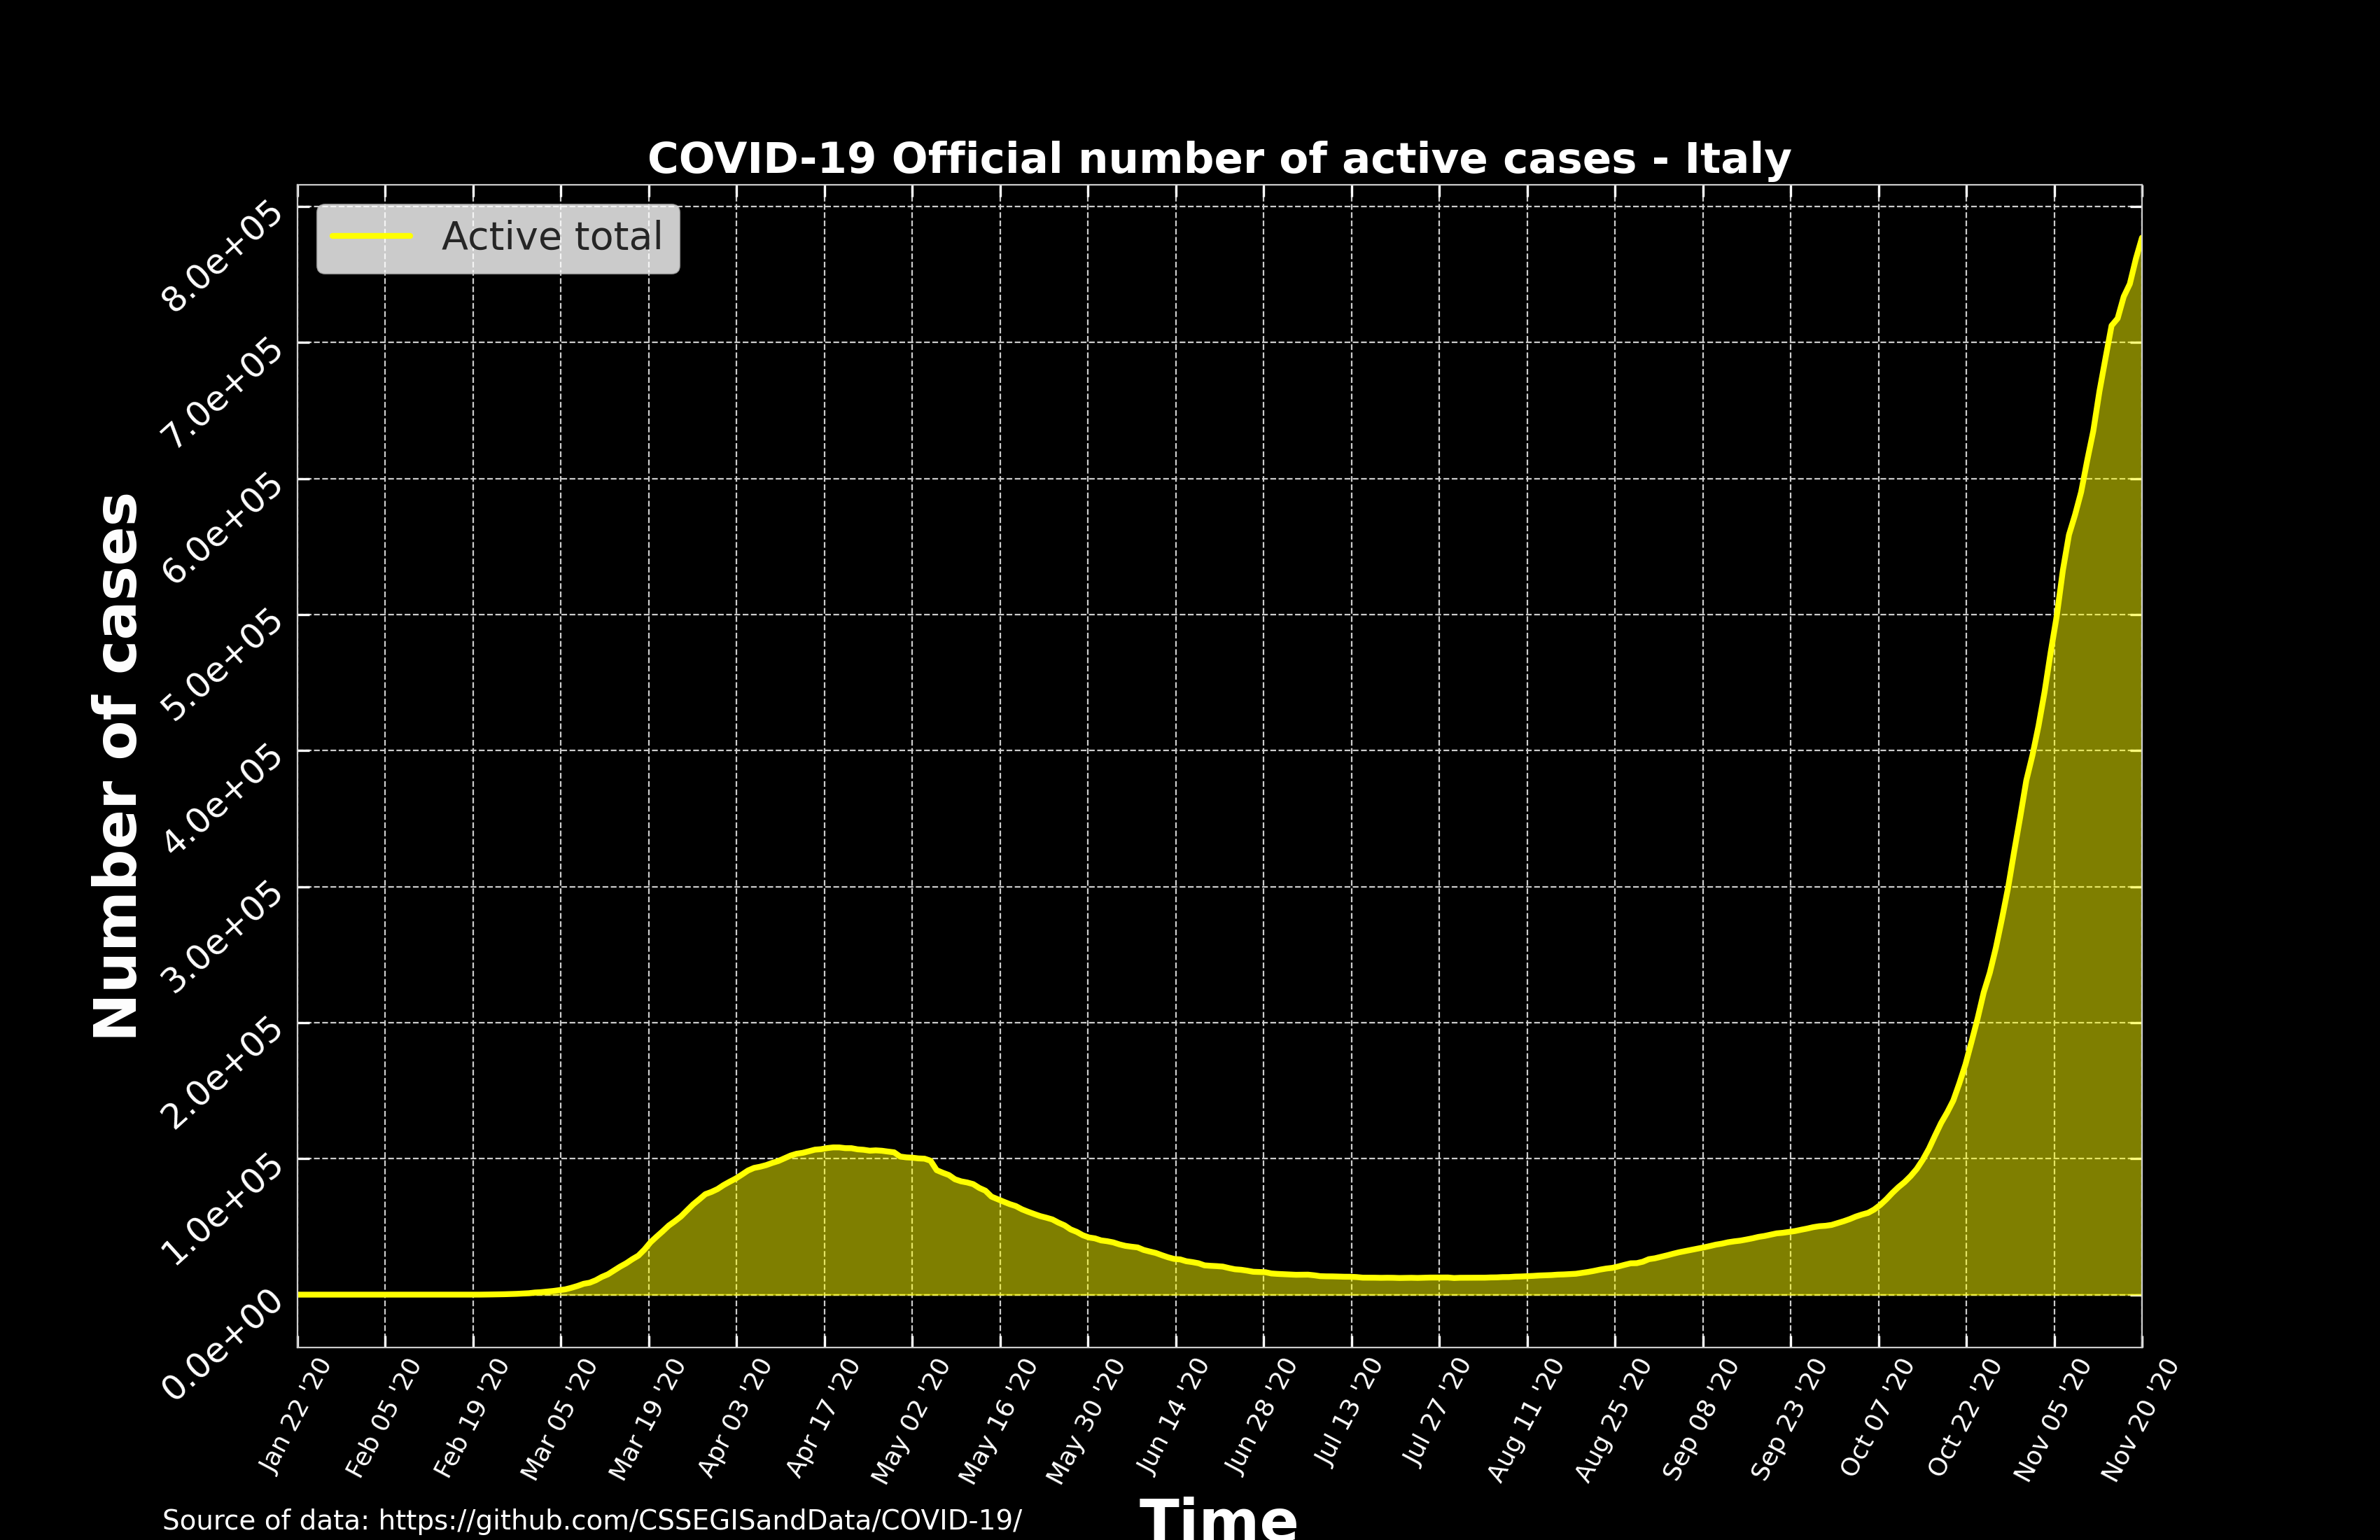 COVID-19 Official number of active cases - Italy
Active total
Number of cases
8.0e+05
7.0e+05
6.0e+05
5.0e+05
4.0e+05
3.0e+05
2.0e+05
1.0e+05
0.0e+00
Jan 22 '20
Feb 05 '20
Feb 19 '20
Mar 05 '20
Mar 19 '20
Apr 03 '20
Apr 17 '20
May 02 '20
May 16 '20
May 30 '20
Jun 14 '20
Jun 28 '20
Jul 13 '20
Jul 27 '20
Aug 11 '20
Aug 25 '20
Sep 08 '20
Sep 23 '20
Oct 07 '20
Oct 22 '20
Nov 05 '20
Nov 20 '20
Time
Source of data: https://github.com/CSSEGISandData/COVID-19/